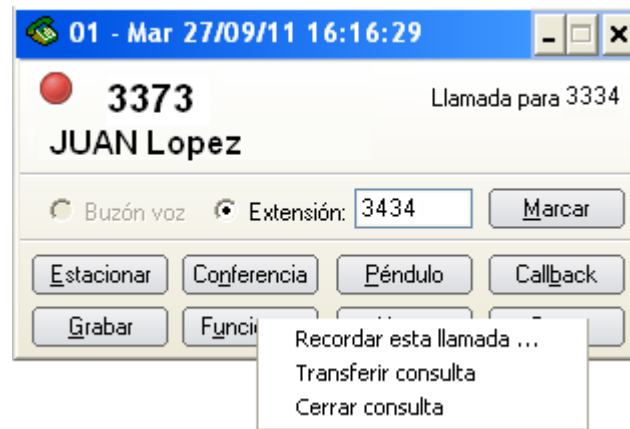 01 - Mar 27/09/11 16:16:29
3373
Llamada para 3334
JUAN Lopez
Buzón voz
Extensión:
3434
Marcar
Estacionar
Conferencia
Péndulo
Callback
Grabar
Recordar esta llamada ...
Transferir consulta
Cerrar consulta